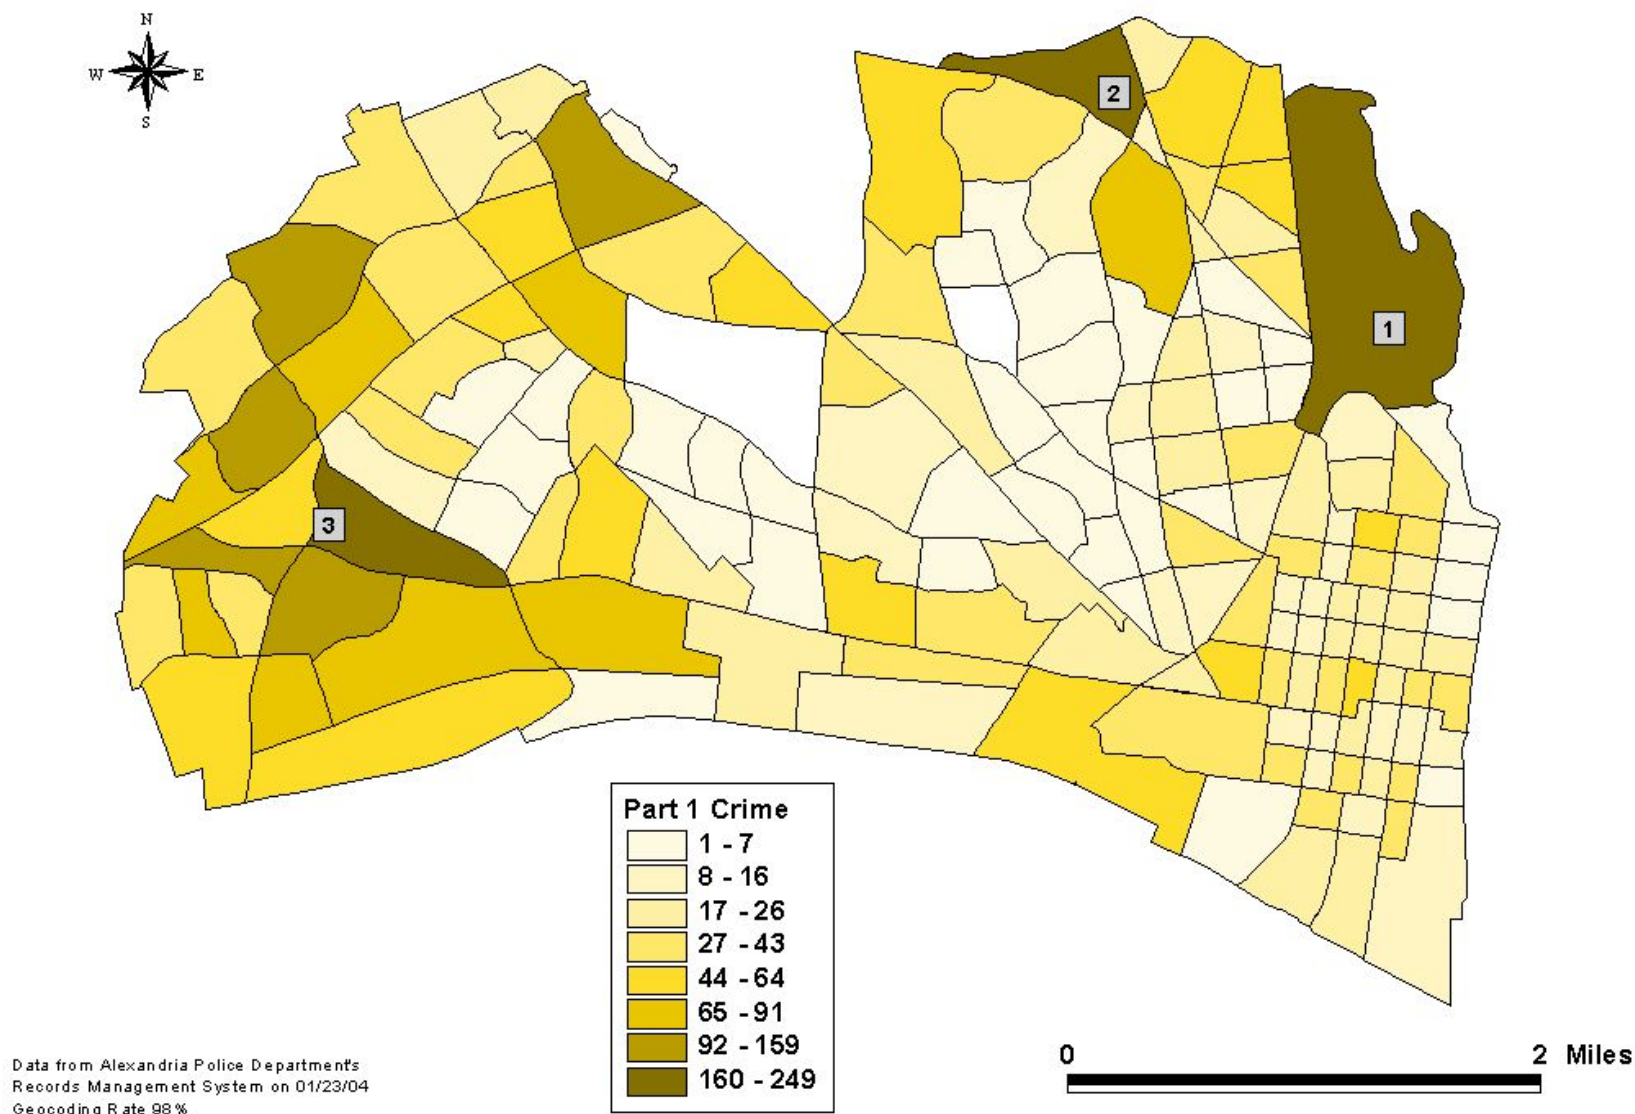 N
W E
S
2
1
3
Part 1 Crime
1 - 7
8 - 16
17 - 26
27 - 43
44 - 64
65 - 91
92 - 159
160 - 249
0 2 Miles
Data from Alexandria Police Department's
Records Management System on 01/23/04
Geocoding Rate 98%